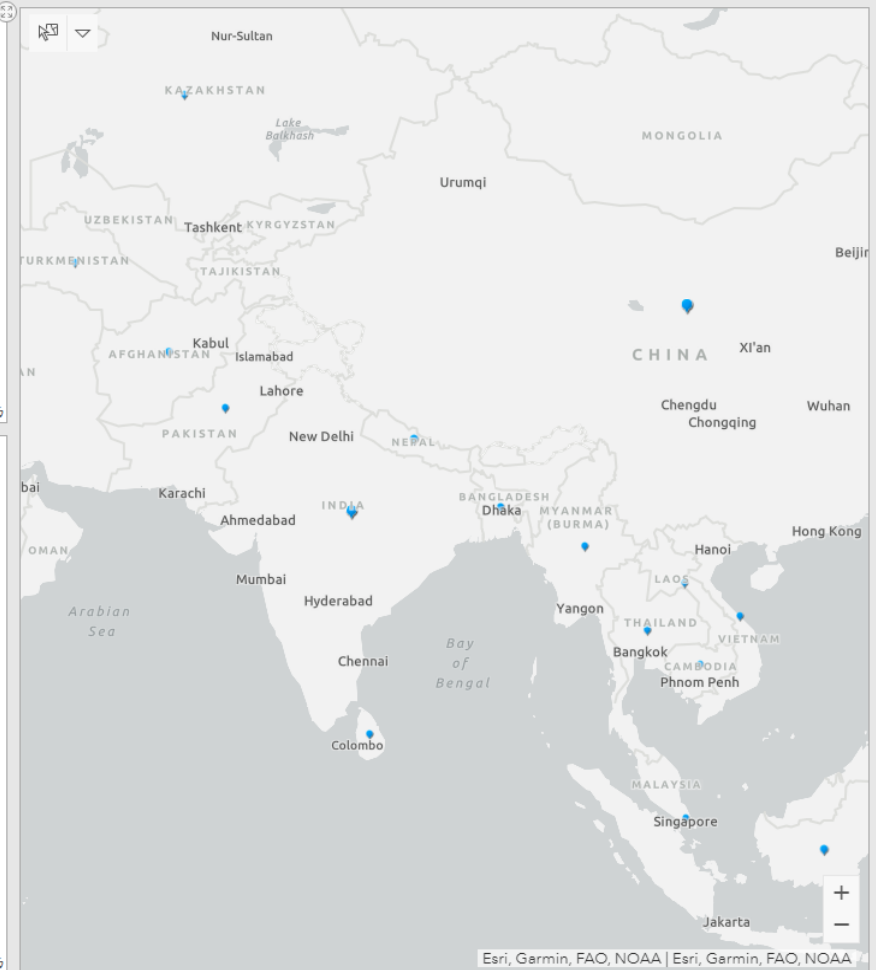 Nur-Sultan
KAZAKHSTAN
Lake
Balkhash
MONGOLIA
Urumqi
UZBEKISTAN
Tashkent
KYRGYZSTAN
Beijin
TURKMENISTAN
TAJIKISTAN
Kabul
XI'an
AFGHANISTAN
Islamabad
CHINA
AN
Lahore
Chengdu
Wuhan
Chongqing
PAKISTAN
New Delhi
NEPAL
bai
Karachi
INDIA
BANGLADESH
Dhaka
MYANMAR
(BURMA)
Ahmedabad
Hong Kong
OMAN
Hanoi
Mumbai
LAOS
Hyderabad
Yangon
Arabian
Sea
THAILAND
VIETNAM
Bay
of
Bengal
Bangkok
Chennai
CAMBODIA
Phnom Penh
Colombo
MALAYSIA
Singapore
+
−
Jakarta
Esri, Garmin, FAO, NOAA | Esri, Garmin, FAO, NOAA